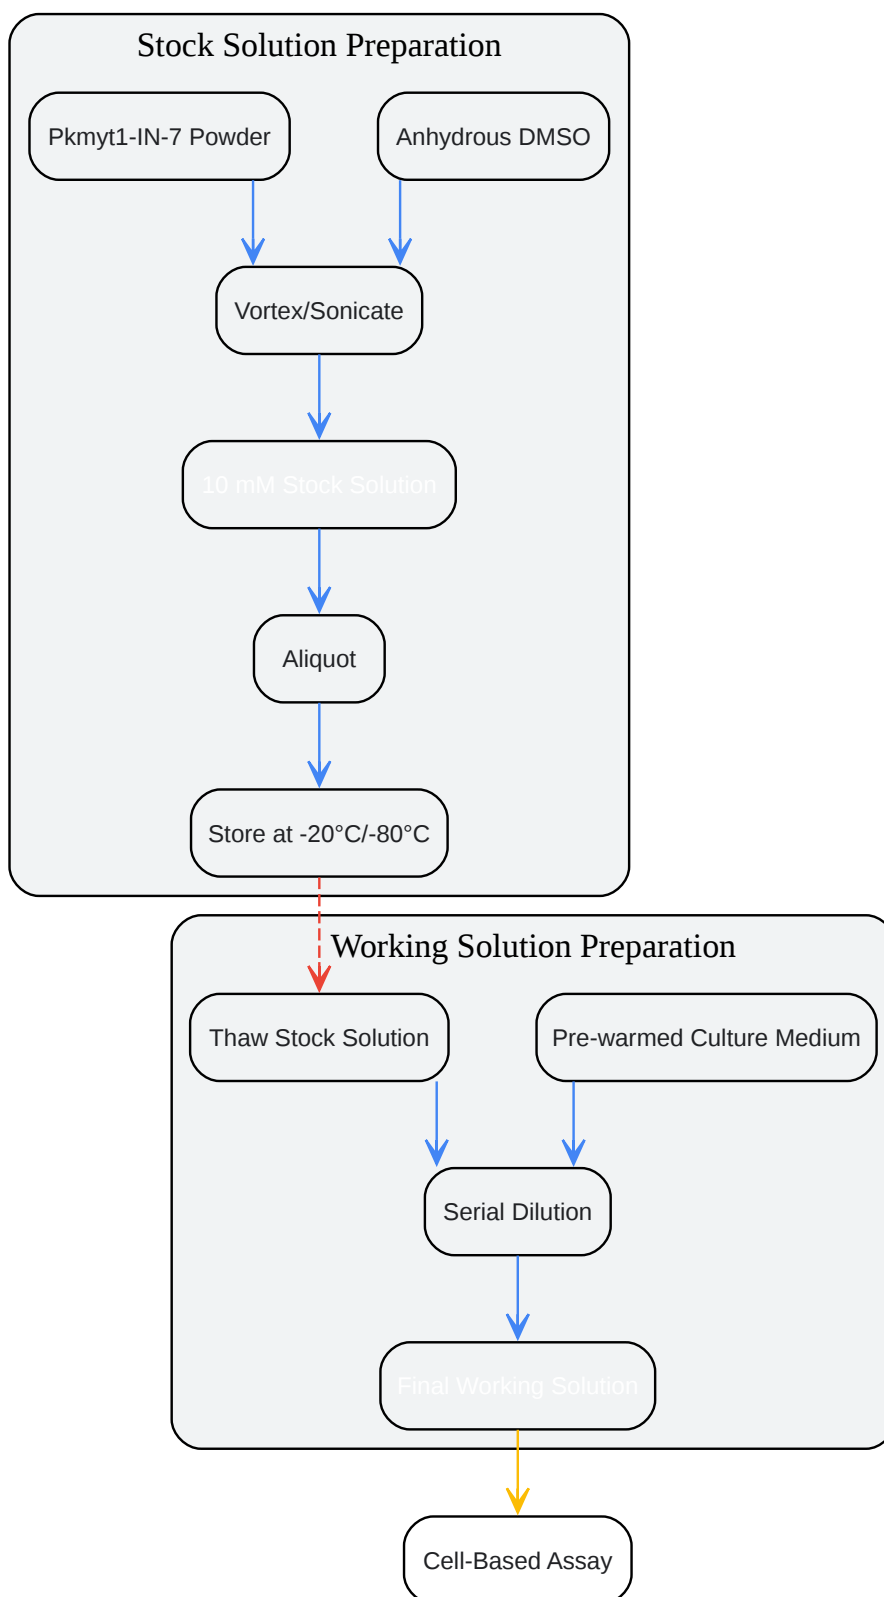 Stock Solution Preparation
Pkmyt1-IN-7 Powder
Anhydrous DMSO
Vortex/Sonicate
10 mM Stock Solution
Aliquot
Store at -20°C/-80°C
Working Solution Preparation
Thaw Stock Solution
Pre-warmed Culture Medium
Serial Dilution
Final Working Solution
Cell-Based Assay